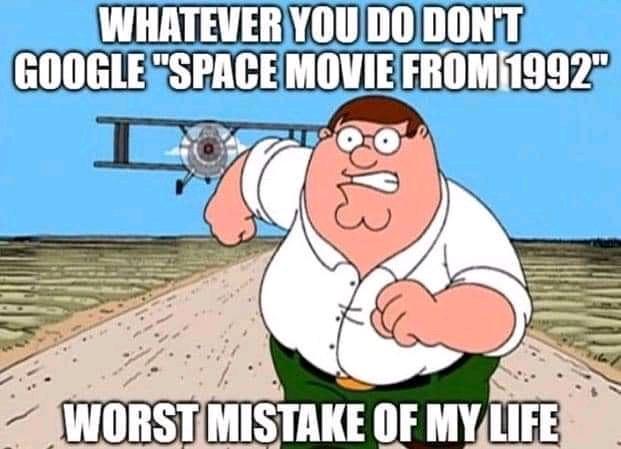 WHATEVER YOU DO DON'T
GOOGLE "SPACE MOVIE FROM 1992"
WORST MISTAKE OF MY LIFE